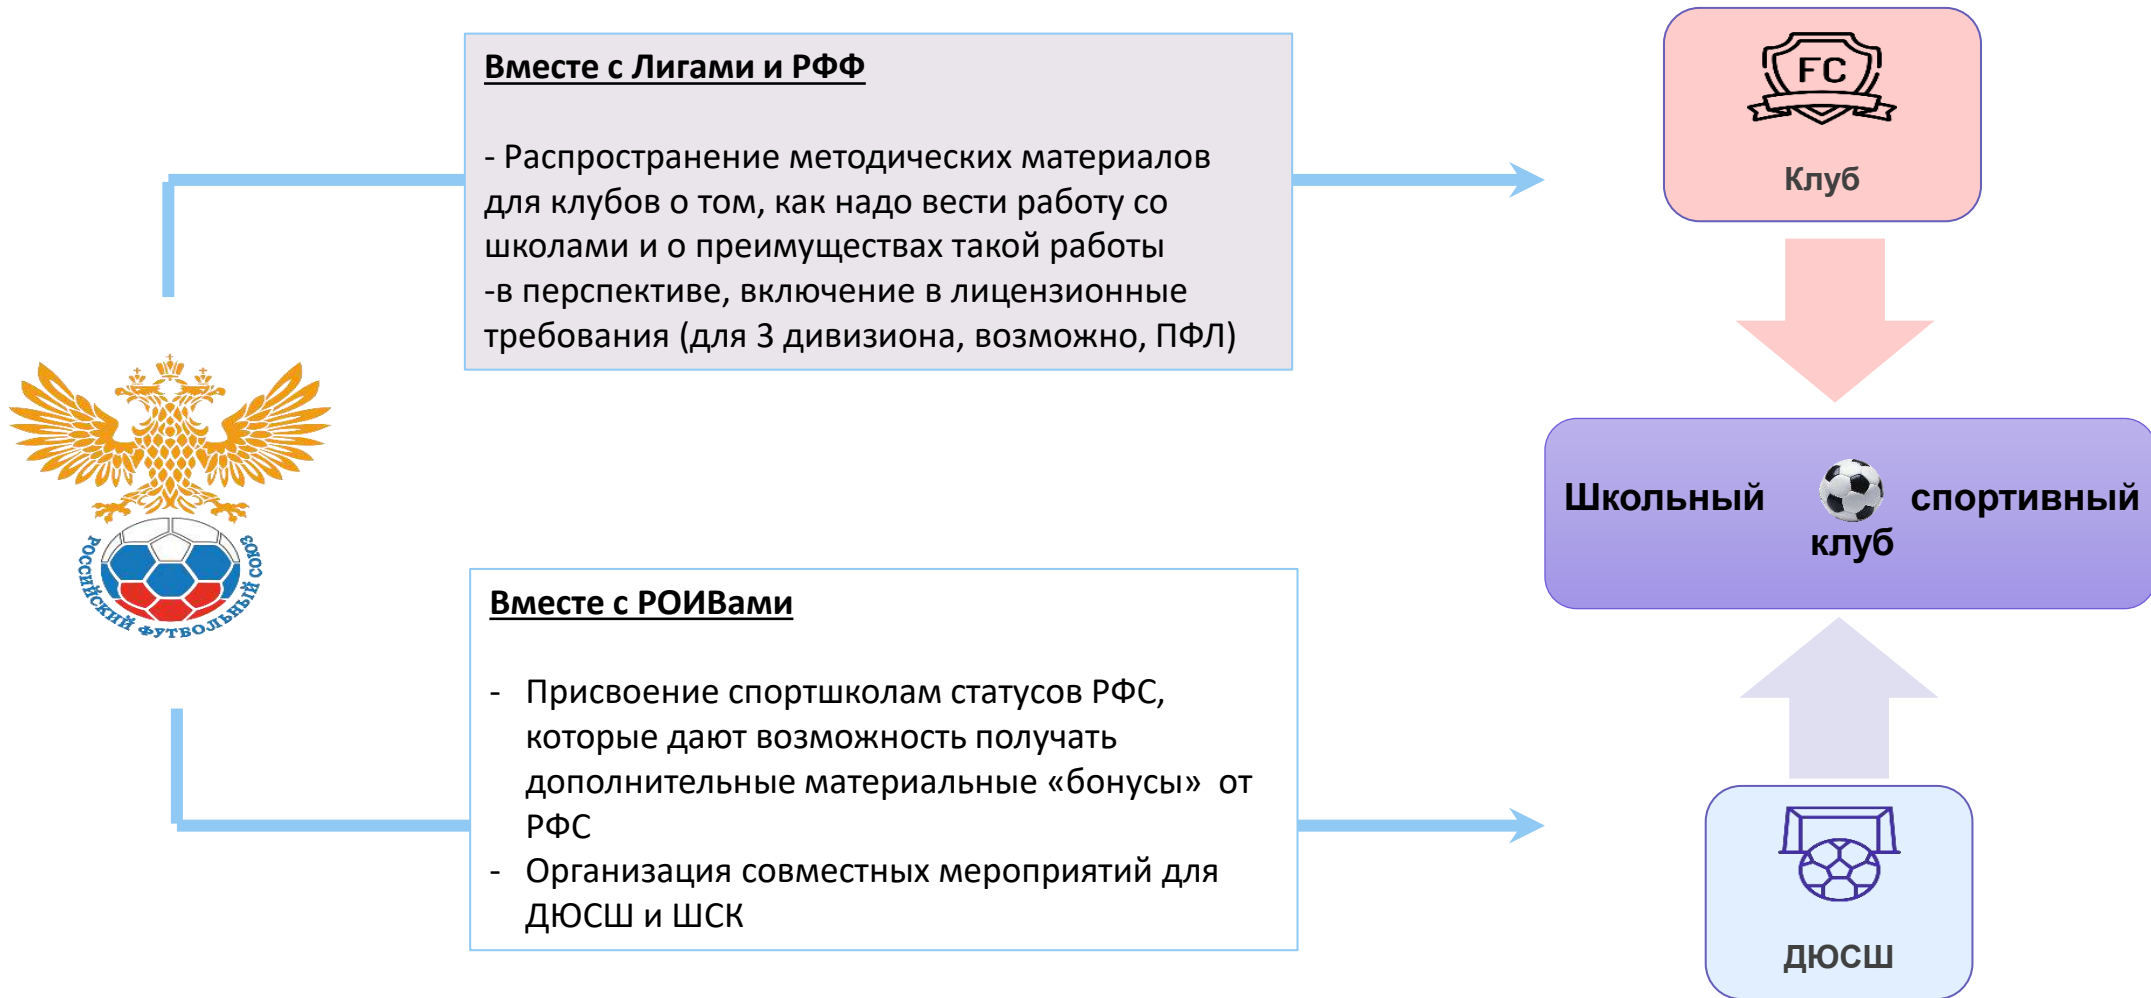 Вместе с Лигами и РФФ
- Распространение методических материалов
для клубов о том, как надо вести работу со
школами и о преимуществах такой работы
-в перспективе, включение в лицензионные
требования (для 3 дивизиона, возможно, ПФЛ)
FC
Клуб
РОССИЙСКИЙ ФУТБОЛЬНЫЙ СОЮЗ
Школьный спортивный
клуб
Вместе с РОИВами
- Присвоение спортшколам статусов РФС,
которые дают возможность получать
дополнительные материальные «бонусы» от
РФС
- Организация совместных мероприятий для
ДЮСШ и ШСК
ДЮСШ